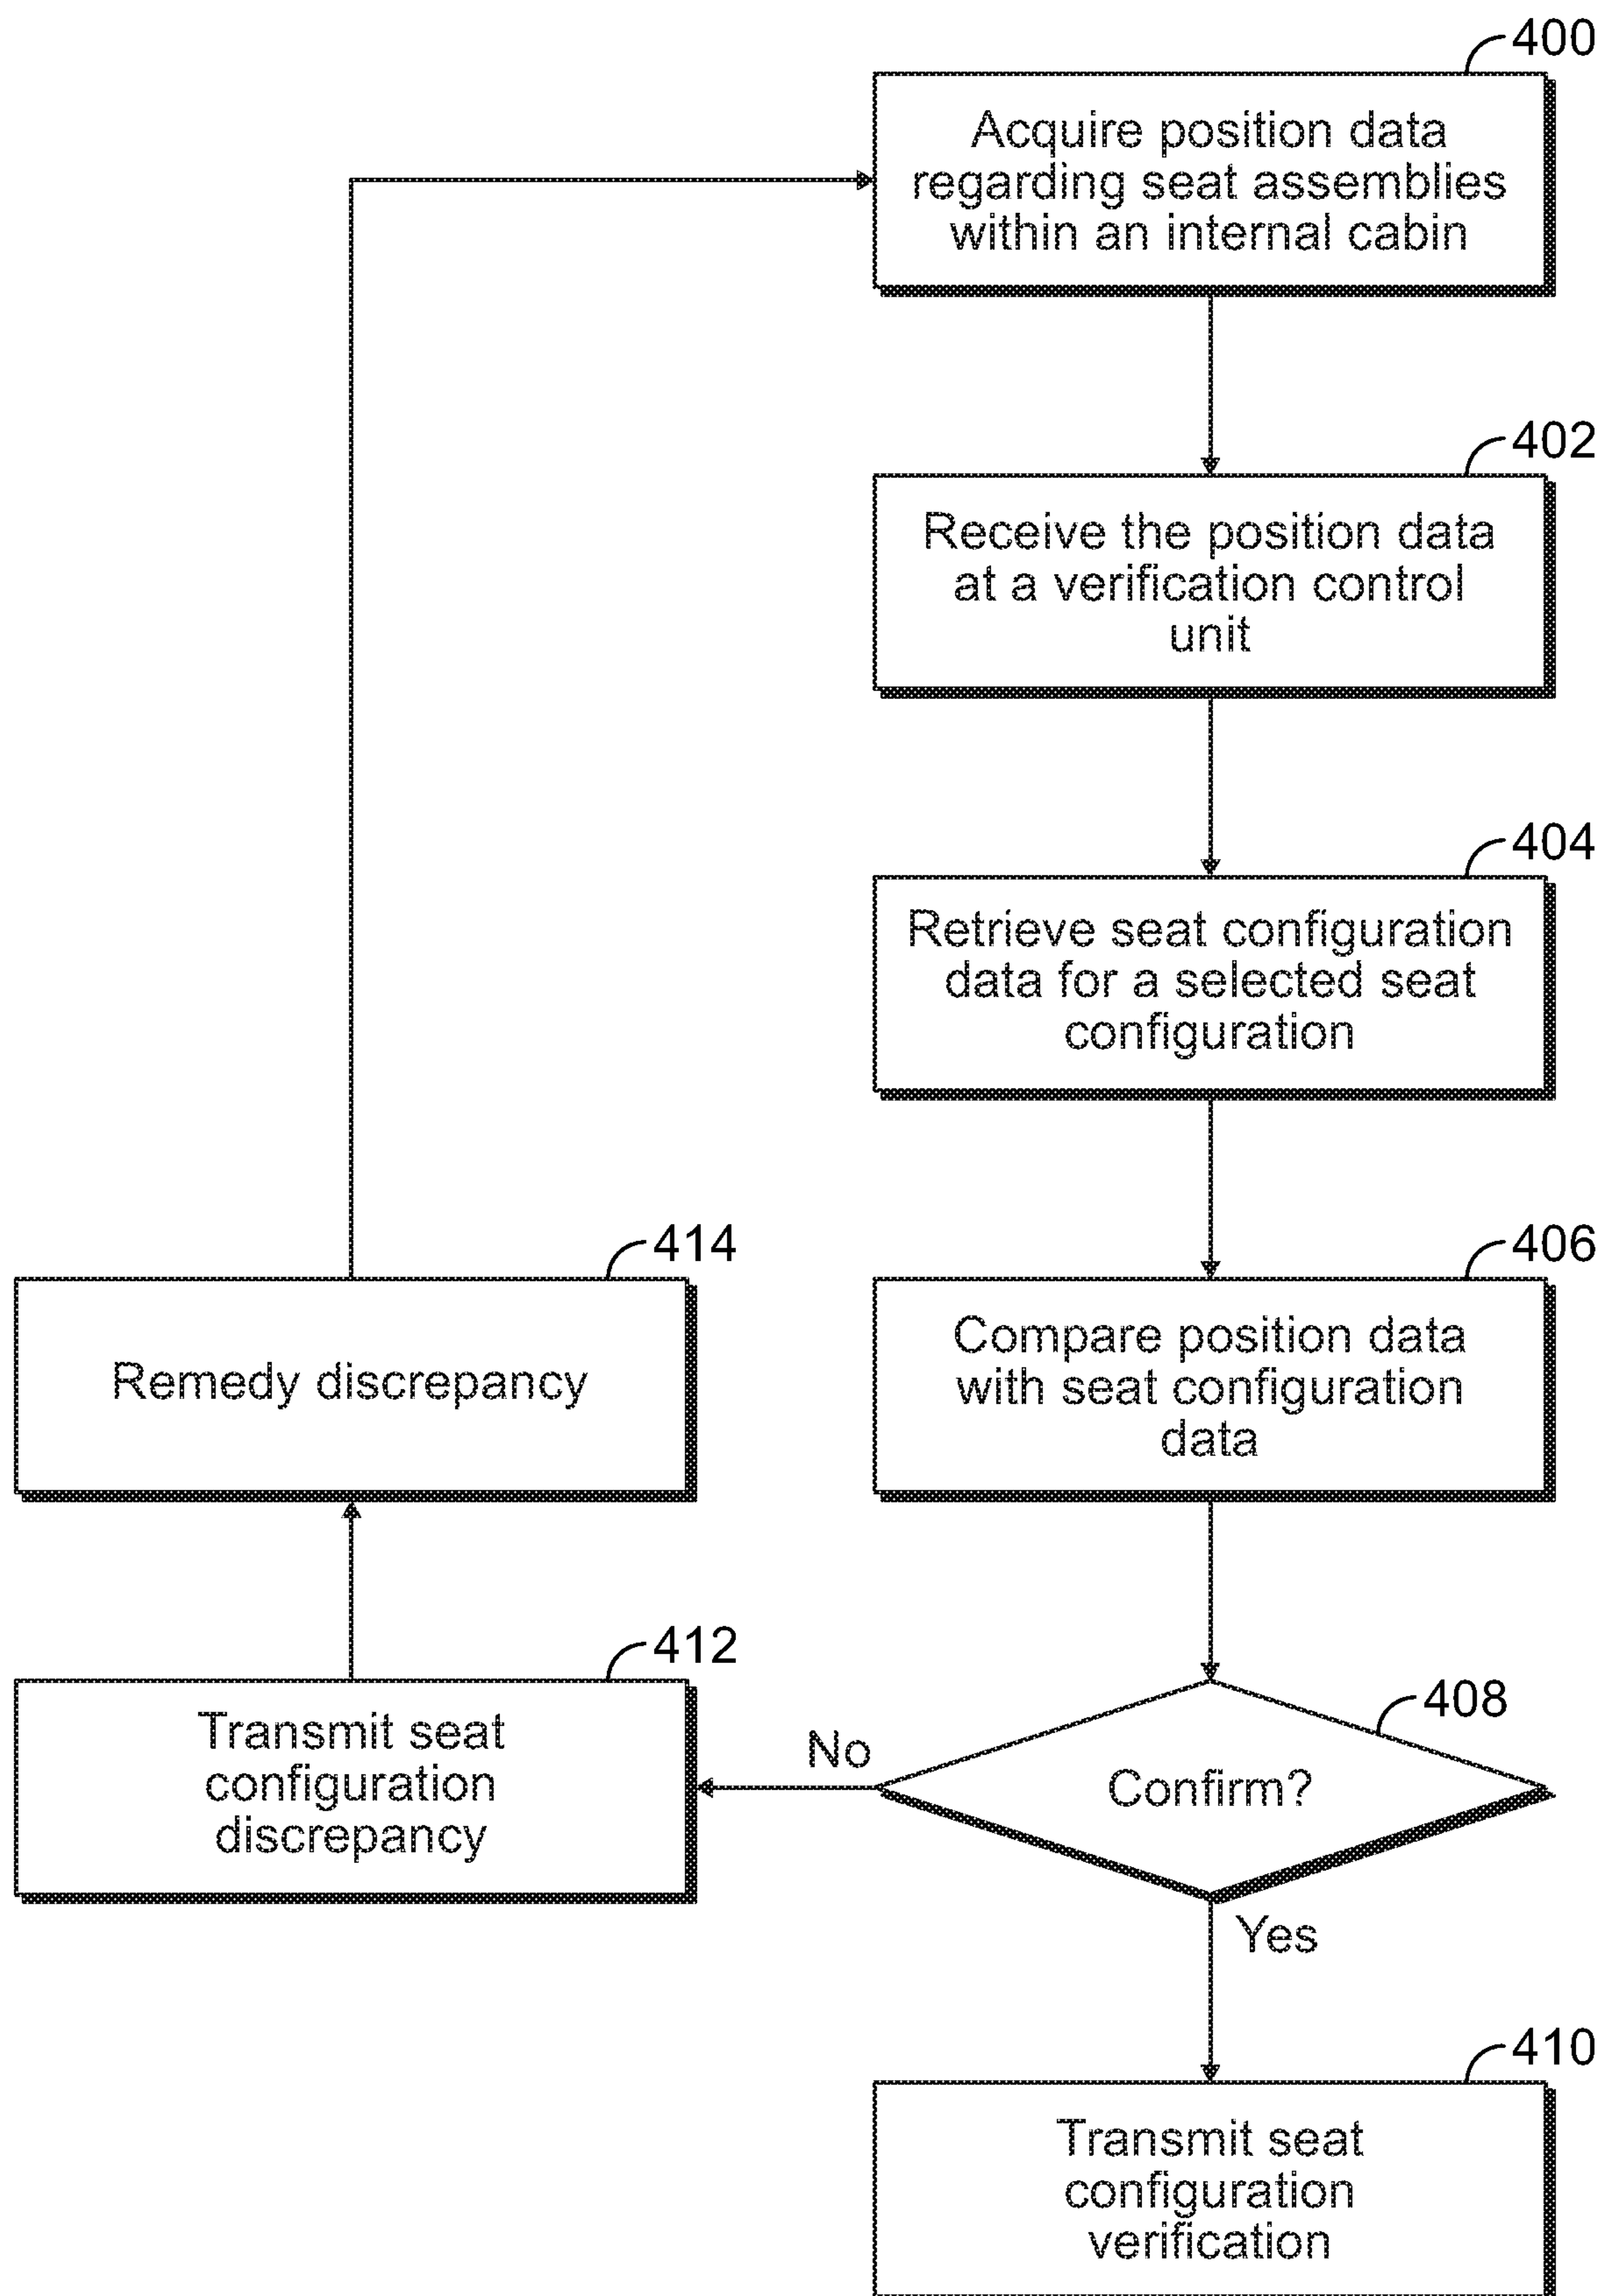 400
Acquire position data
regarding seat assemblies
within an internal cabin
402
Receive the position data
at a verification control
unit
404
Retrieve seat configuration
data for a selected seat
configuration
406
Compare position data
with seat configuration
data
408
Confirm?
No
Yes
410
Transmit seat
configuration
verification
412
Transmit seat
configuration
discrepancy
414
Remedy discrepancy